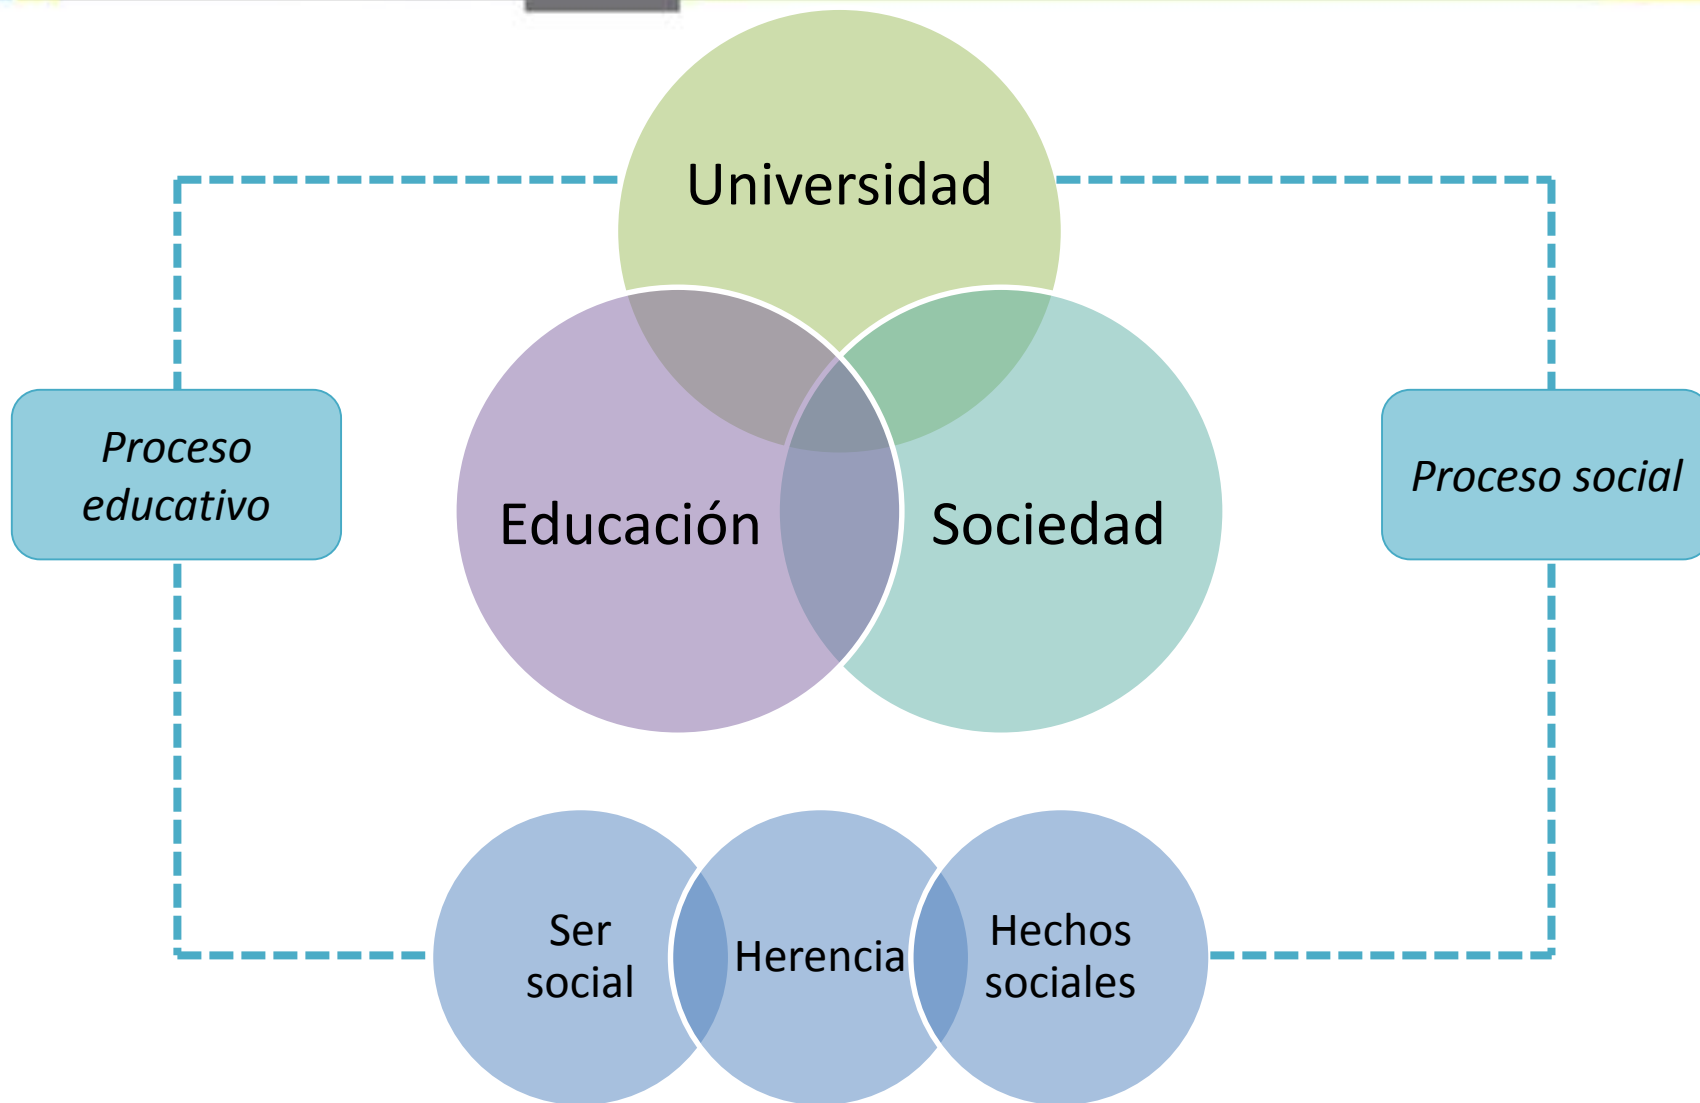 Universidad
Proceso
educativo
Educación
Sociedad
Proceso social
Ser
social
Herencia
Hechos
sociales